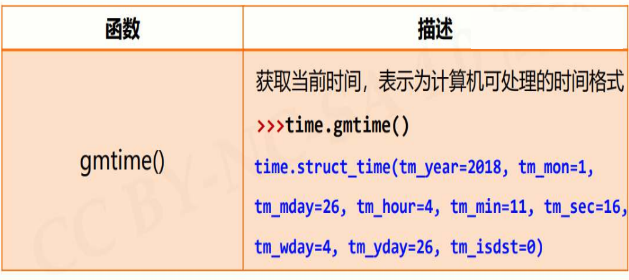 函数 描述
获取当前时间，表示为计算机可处理的时间格式
>>>time.gmtime()
gmtime()
time.struct_time(tm_year=2018, tm_mon=1,
tm_mday=26, tm_hour=4, tm_min=11, tm_sec=16,
tm_wday=4, tm_yday=26, tm_isdst=0)